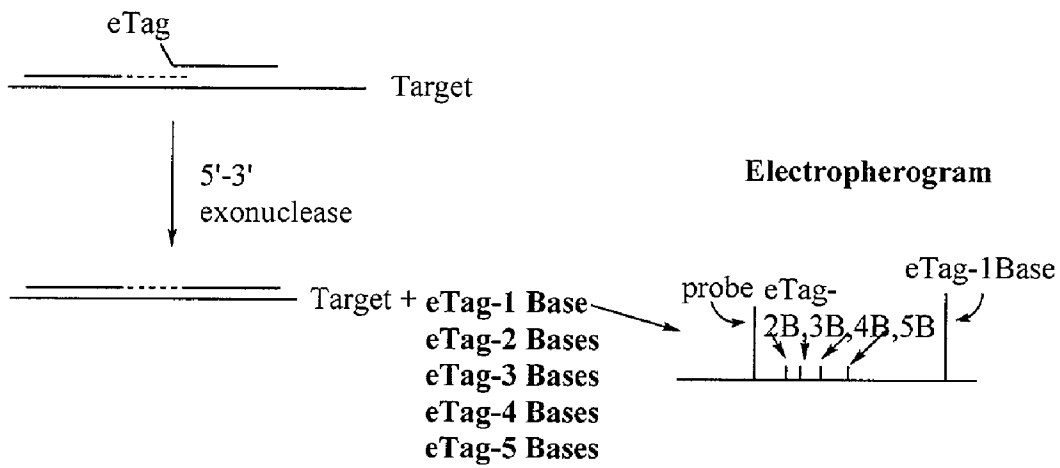 eTag
Target
5'-3'
exonuclease
Electropherogram
Target + eTag-1 Base
eTag-2 Bases
eTag-3 Bases
eTag-4 Bases
eTag-5 Bases
probe eTag-
2B,3B,4B,5B
eTag-1Base